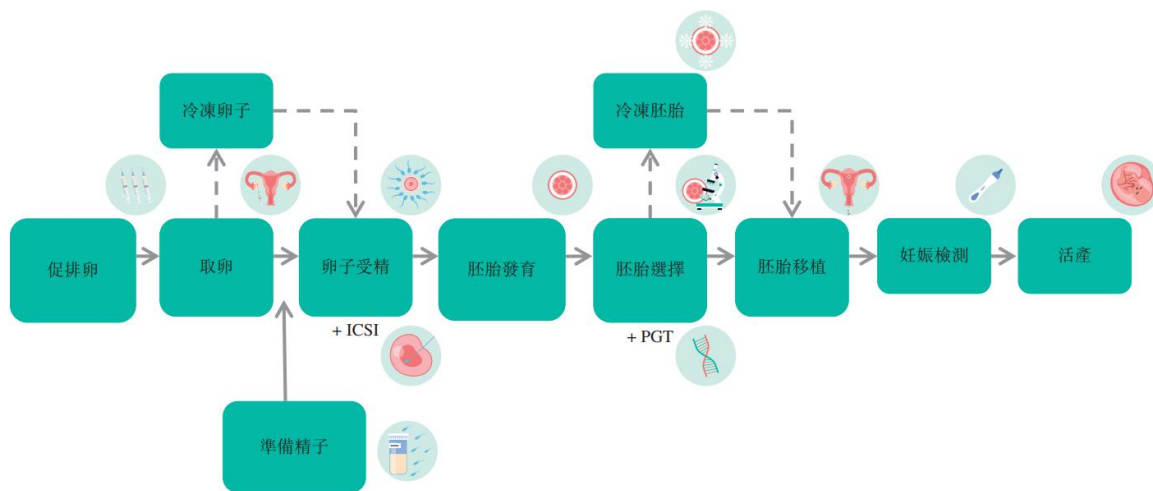 冷凍卵子
冷凍胚胎
促排卵
取卵
卵子受精
胚胎發育
胚胎選擇
胚胎移植
妊娠檢測
活產
+ ICSI
+ PGT
準備精子